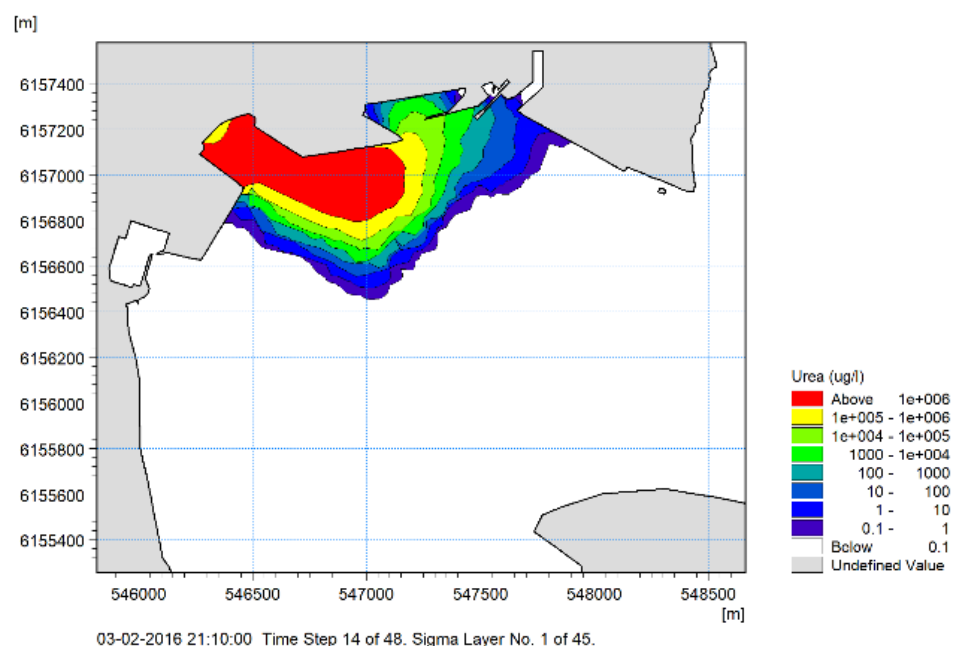 [m]
6157400
6157200
6157000
6156800
6156600
6156400
6156200
6156000
6155800
6155600
6155400
546000 546500 547000 547500 548000 548500
[m]
Urea (ug/l)
Above 1e+006
1e+005 - 1e+006
1e+004 - 1e+005
1000 - 1e+004
100 - 1000
10 - 100
1 - 10
0.1 - 1
Below 0.1
Undefined Value
03-02-2016 21:10:00 Time Step 14 of 48. Sigma Layer No. 1 of 45.